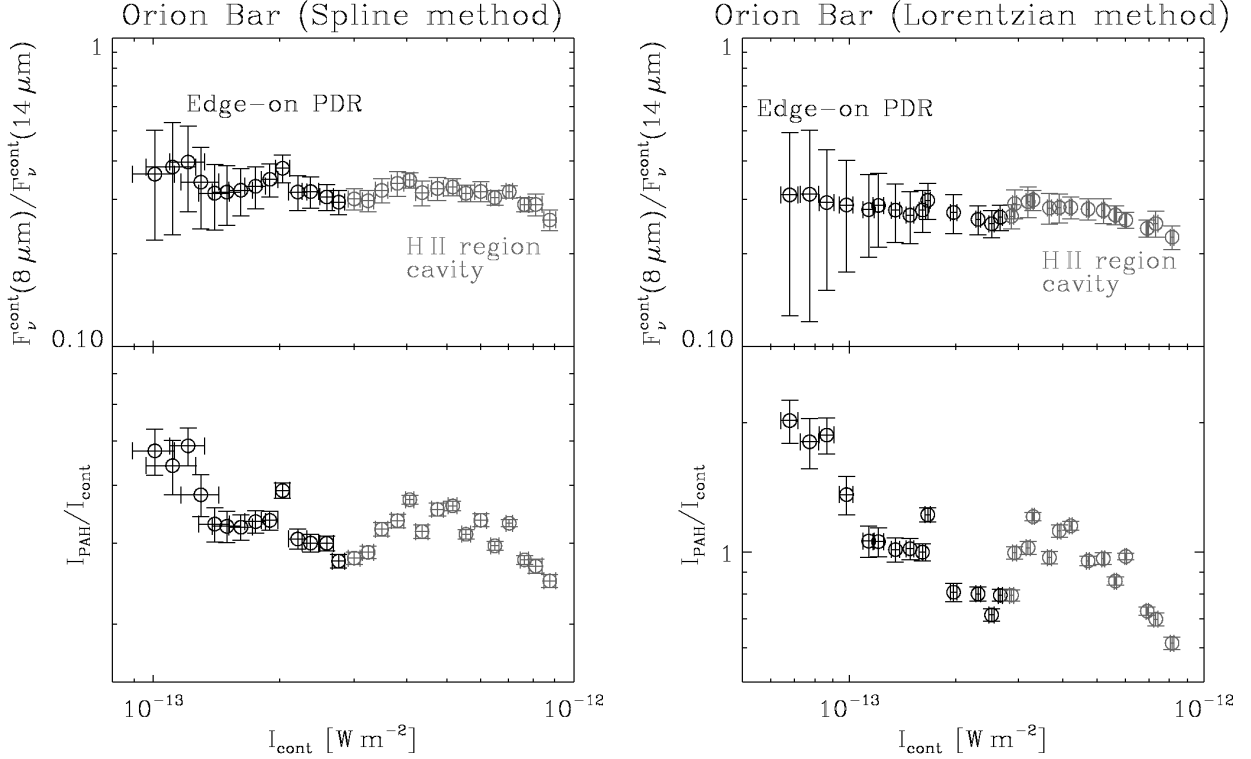 Orion Bar (Spline method)
1
Edge-on PDR
H II region
cavity
0.10
F_ν^cont(8 μm)/F_ν^cont(14 μm)
I_PAH/I_cont
10^-13
10^-12
I_cont [W m^-2]
Orion Bar (Lorentzian method)
1
Edge-on PDR
H II region
cavity
0.10
F_ν^cont(8 μm)/F_ν^cont(14 μm)
1
I_PAH/I_cont
10^-13
10^-12
I_cont [W m^-2]